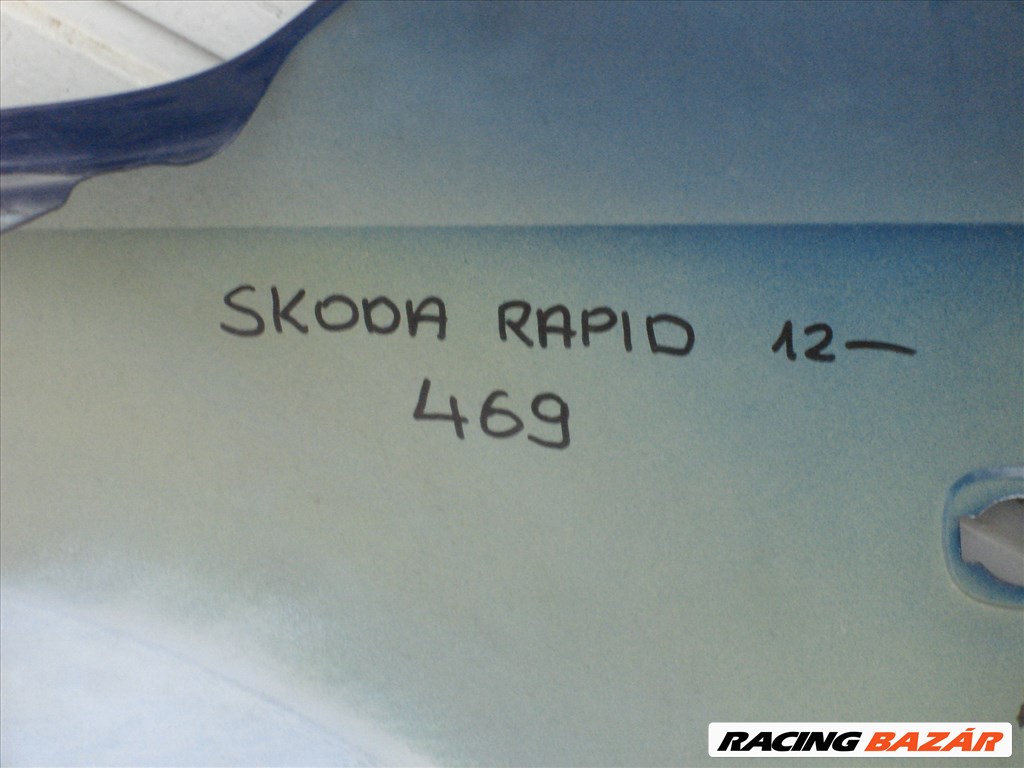 SKODA RAPID 12—
469
RACING BAZÁR